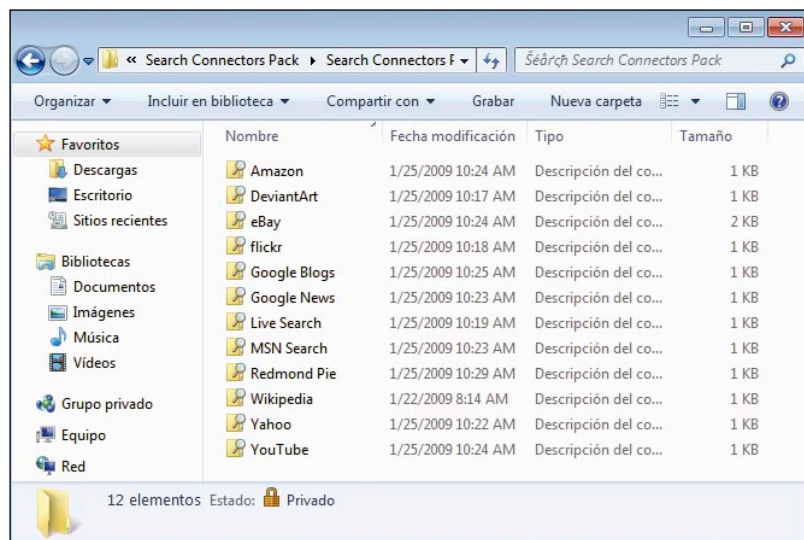 « Search Connectors Pack ▸ Search Connectors P Šéârçĥ Search Connectors Pack
Organizar Incluir en biblioteca Compartir con Grabar Nueva carpeta
Favoritos
Descargas
Escritorio
Sitios recientes
Bibliotecas
Documentos
Imágenes
Música
Vídeos
Grupo privado
Equipo
Red
Nombre Fecha modificación Tipo Tamaño
Amazon 1/25/2009 10:24 AM Descripción del co... 1 KB
DeviantArt 1/25/2009 10:17 AM Descripción del co... 1 KB
eBay 1/25/2009 10:24 AM Descripción del co... 2 KB
flickr 1/25/2009 10:18 AM Descripción del co... 1 KB
Google Blogs 1/25/2009 10:25 AM Descripción del co... 1 KB
Google News 1/25/2009 10:23 AM Descripción del co... 1 KB
Live Search 1/25/2009 10:19 AM Descripción del co... 1 KB
MSN Search 1/25/2009 10:23 AM Descripción del co... 1 KB
Redmond Pie 1/25/2009 10:29 AM Descripción del co... 1 KB
Wikipedia 1/22/2009 8:14 AM Descripción del co... 1 KB
Yahoo 1/25/2009 10:22 AM Descripción del co... 1 KB
YouTube 1/25/2009 10:24 AM Descripción del co... 1 KB
12 elementos Estado: Privado